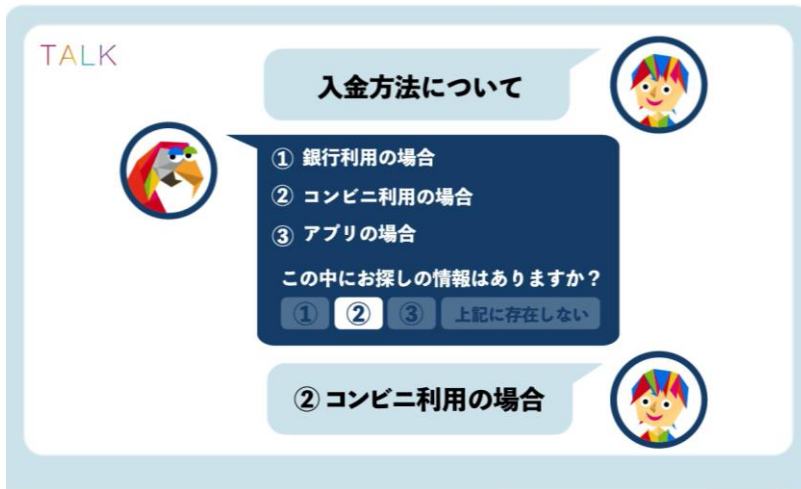 TALK
入金方法について
① 銀行利用の場合
② コンビニ利用の場合
③ アプリの場合
この中にお探しの情報はありますか？
① ② ③ 上記に存在しない
② コンビニ利用の場合